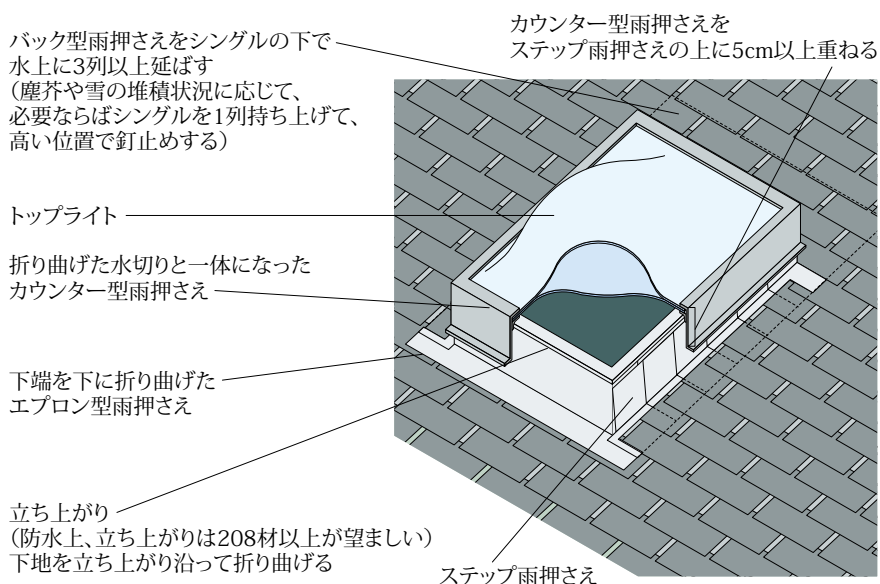 バック型雨押さえをシングルの下で
水上に3列以上延ばす
(塵芥や雪の堆積状況に応じて、
必要ならばシングルを1列持ち上げて、
高い位置で釘止めする)
カウンター型雨押さえを
ステップ雨押さえの上に5cm以上重ねる
トップライト
折り曲げた水切りと一体になった
カウンター型雨押さえ
下端を下に折り曲げた
エプロン型雨押さえ
立ち上がり
(防水上、立ち上がりは208材以上が望ましい)
下地を立ち上がり沿って折り曲げる
ステップ雨押さえ